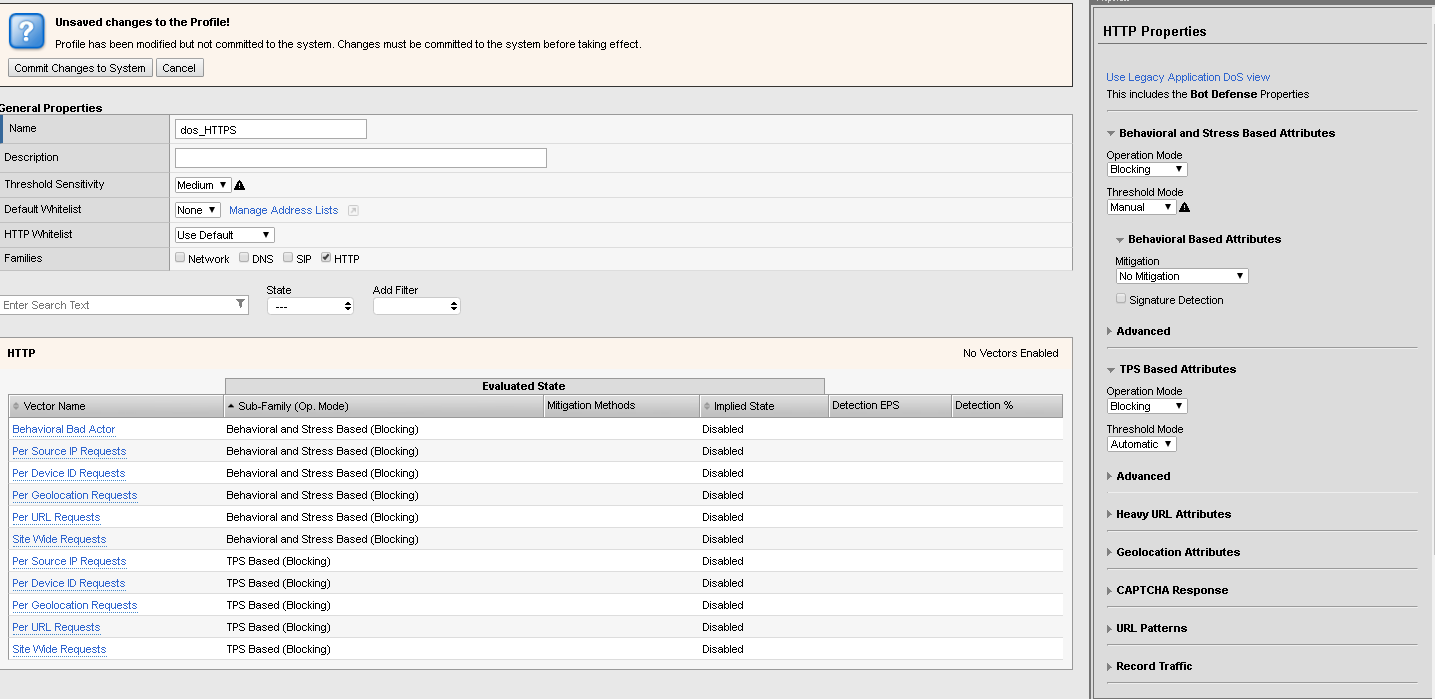 Unsaved changes to the Profile!
Profile has been modified but not committed to the system. Changes must be committed to the system before taking effect.
Commit Changes to System Cancel
General Properties
Name dos_HTTPS
Description
Threshold Sensitivity Medium
Default Whitelist None Manage Address Lists
HTTP Whitelist Use Default
Families Network DNS SIP HTTP
State Add Filter
Enter Search Text ---
HTTP No Vectors Enabled
Evaluated State
Vector Name Sub-Family (Op. Mode) Mitigation Methods Implied State Detection EPS Detection %
Behavioral Bad Actor Behavioral and Stress Based (Blocking) Disabled
Per Source IP Requests Behavioral and Stress Based (Blocking) Disabled
Per Device ID Requests Behavioral and Stress Based (Blocking) Disabled
Per Geolocation Requests Behavioral and Stress Based (Blocking) Disabled
Per URL Requests Behavioral and Stress Based (Blocking) Disabled
Site Wide Requests Behavioral and Stress Based (Blocking) Disabled
Per Source IP Requests TPS Based (Blocking) Disabled
Per Device ID Requests TPS Based (Blocking) Disabled
Per Geolocation Requests TPS Based (Blocking) Disabled
Per URL Requests TPS Based (Blocking) Disabled
Site Wide Requests TPS Based (Blocking) Disabled
HTTP Properties
Use Legacy Application DoS view
This includes the Bot Defense Properties
Behavioral and Stress Based Attributes
Operation Mode
Blocking
Threshold Mode
Manual
Behavioral Based Attributes
Mitigation
No Mitigation
Signature Detection
Advanced
TPS Based Attributes
Operation Mode
Blocking
Threshold Mode
Automatic
Advanced
Heavy URL Attributes
Geolocation Attributes
CAPTCHA Response
URL Patterns
Record Traffic